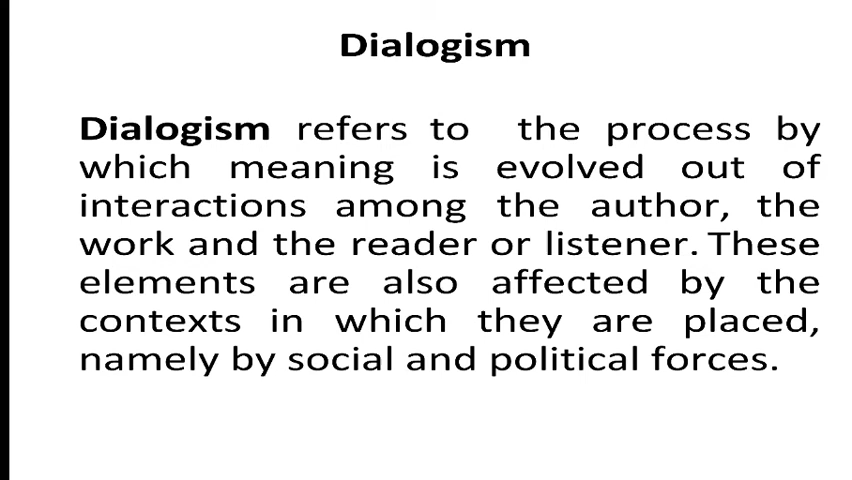 Dialogism
Dialogism refers to the process by
which meaning is evolved out of
interactions among the author, the
work and the reader or listener. These
elements are also affected by the
contexts in which they are placed,
namely by social and political forces.